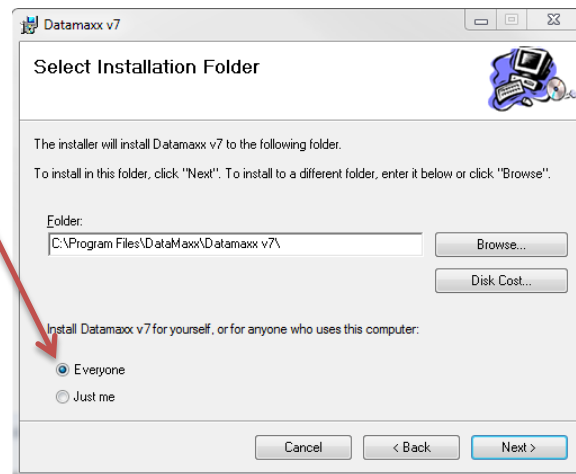 Datamaxx v7
Select Installation Folder
The installer will install Datamaxx v7 to the following folder.
To install in this folder, click "Next". To install to a different folder, enter it below or click "Browse".
Folder:
C:\Program Files\DataMaxx\Datamaxx v7\
Browse...
Disk Cost...
Install Datamaxx v7 for yourself, or for anyone who uses this computer:
Everyone
Just me
Cancel
< Back
Next >